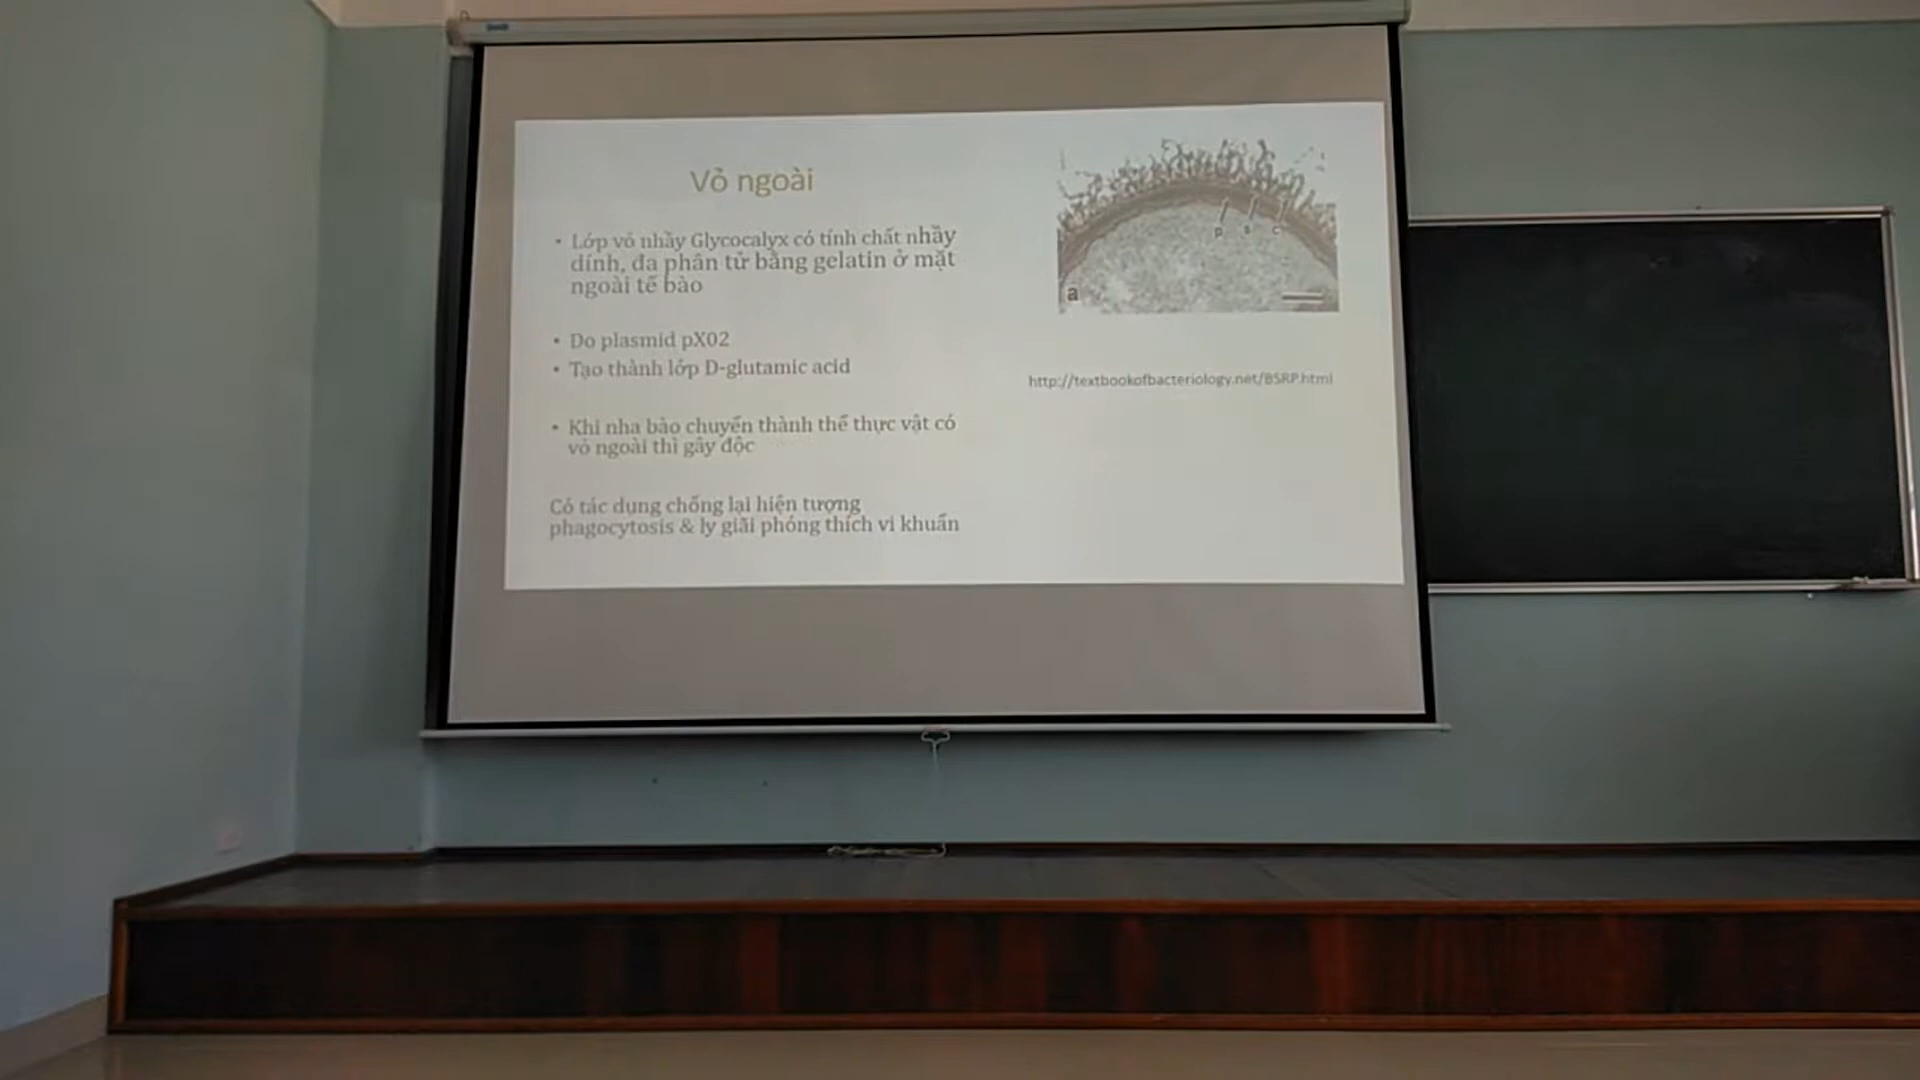 Vỏ ngoài
• Lớp vỏ nhầy Glycocalyx có tính chất nhầy
dính, đa phân tử bằng gelatin ở mặt
ngoài tế bào
• Do plasmid pX02
• Tạo thành lớp D-glutamic acid
• Khi nha bào chuyển thành thể thực vật có
vỏ ngoài thì gây độc
Có tác dụng chống lại hiện tượng
phagocytosis & ly giải phóng thích vi khuẩn
p s c
a
http://textbookofbacteriology.net/BSRP.html